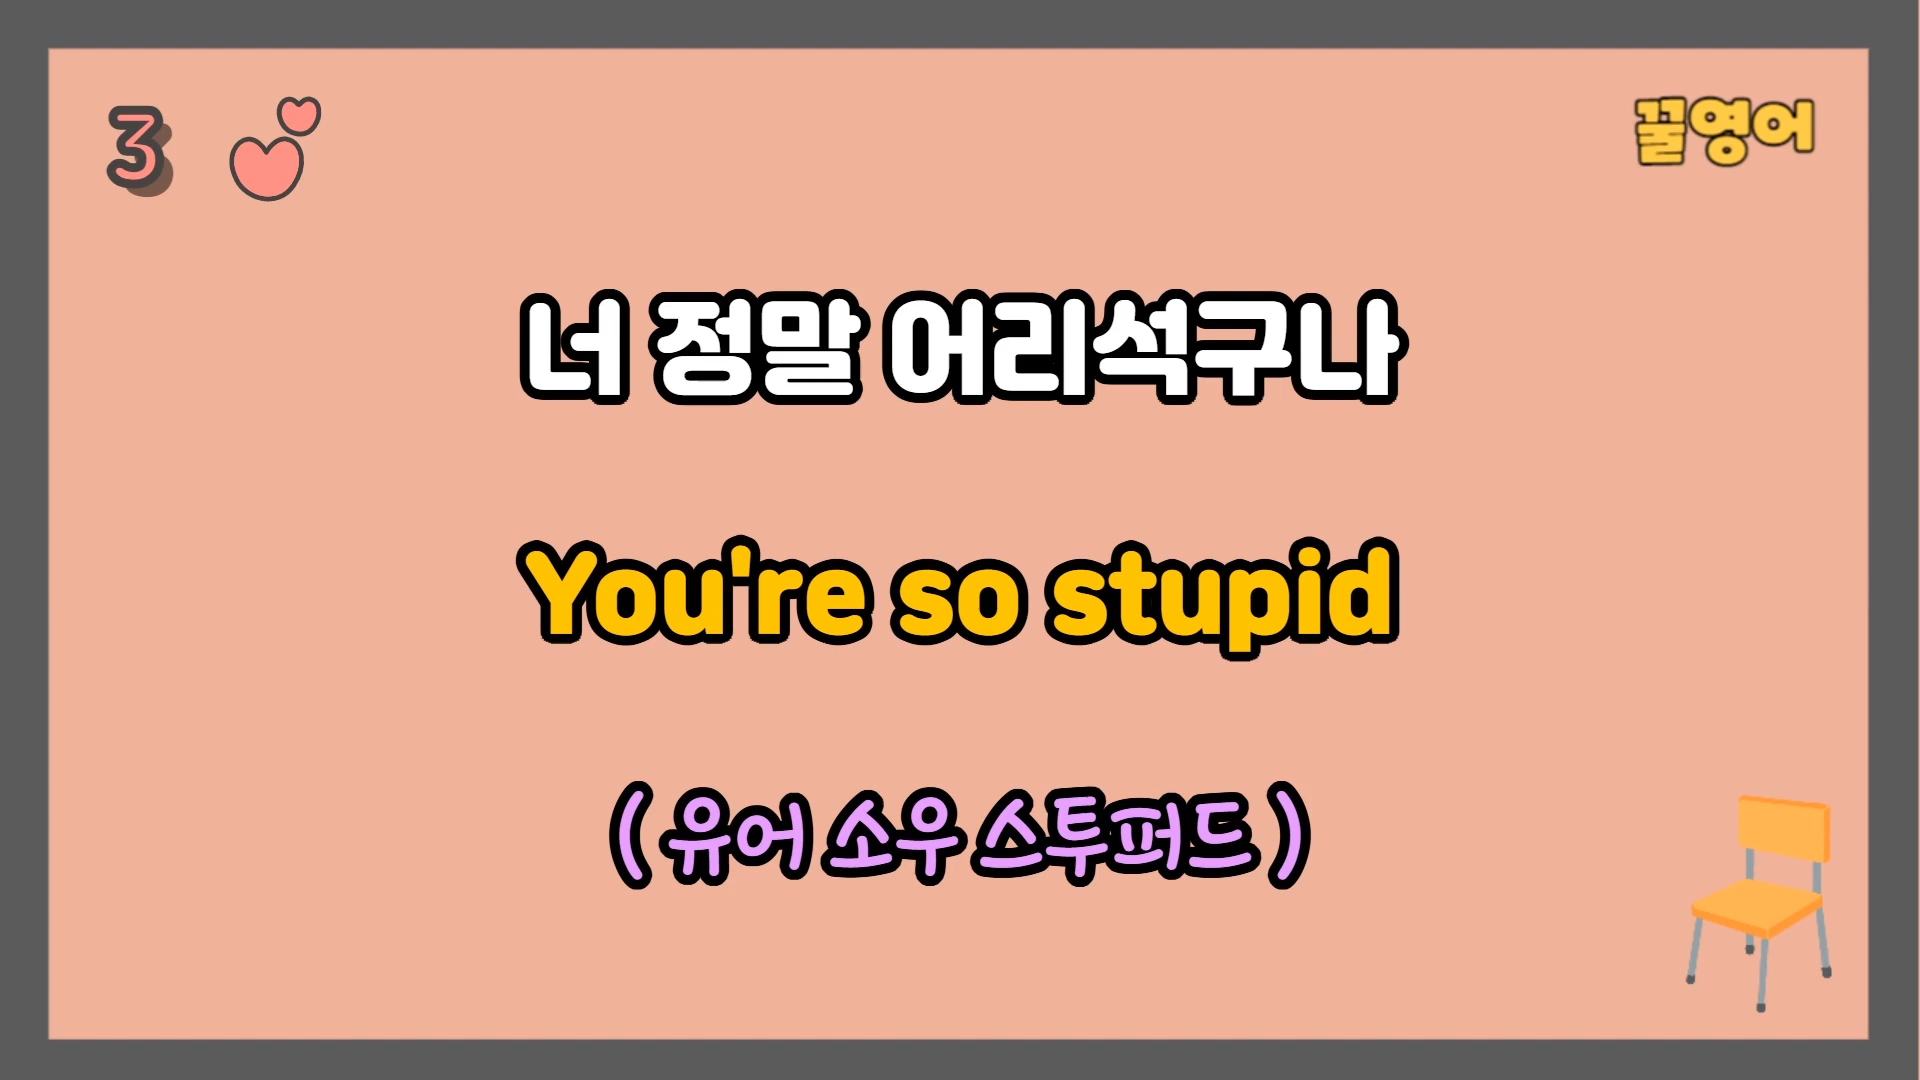 3
꿀영어
너 정말 어리석구나
You're so stupid
( 유어 소우 스투퍼드 )